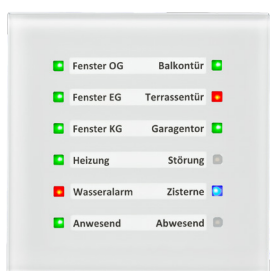 Fenster OG Balkontür
Fenster EG Terrassentür
Fenster KG Garagentor
Heizung Störung
Wasseralarm Zisterne
Anwesend Abwesend